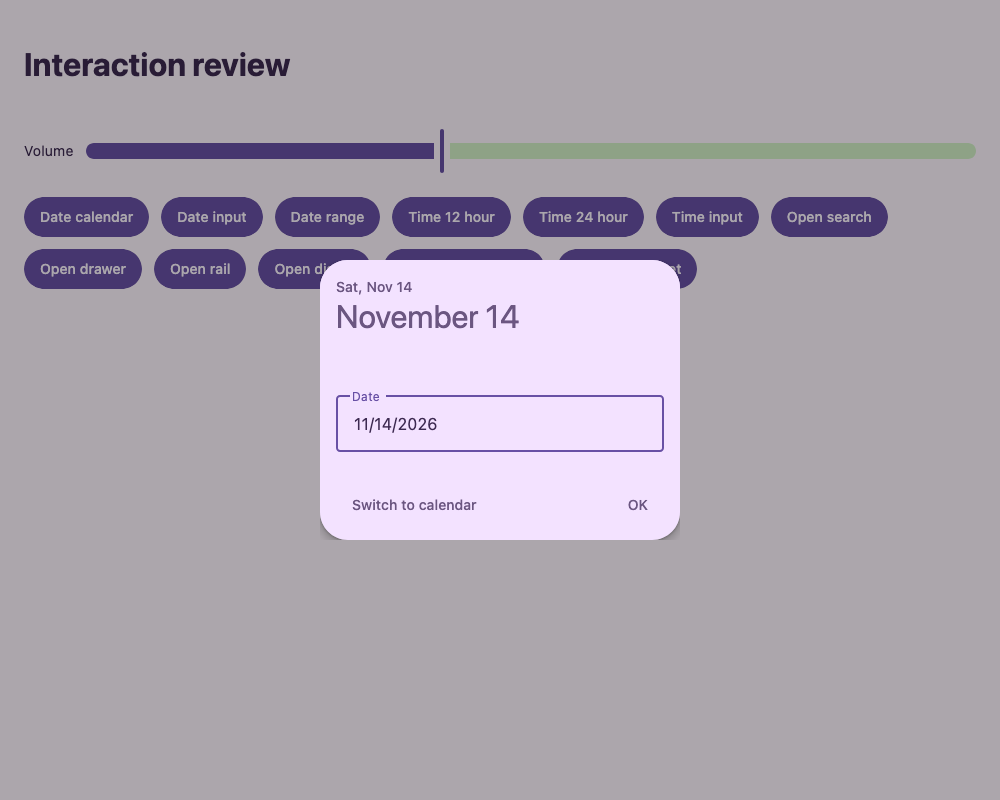 Interaction review
Volume
Date calendar Date input Date range Time 12 hour Time 24 hour Time input Open search
Open drawer Open rail Open
Sat, Nov 14
November 14
Date
11/14/2026
Switch to calendar OK